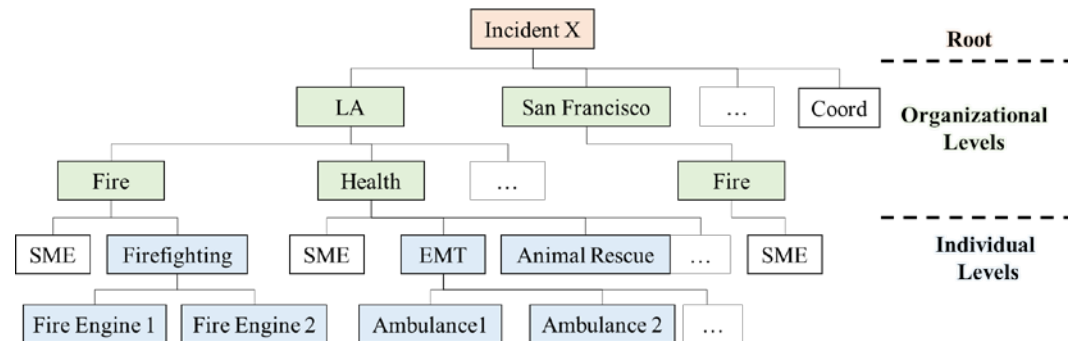 Incident X
Root
LA
San Francisco
...
Coord
Organizational
Levels
Fire
Health
...
Fire
SME
Firefighting
SME
EMT
Animal Rescue
...
SME
Individual
Levels
Fire Engine 1
Fire Engine 2
Ambulance1
Ambulance 2
...